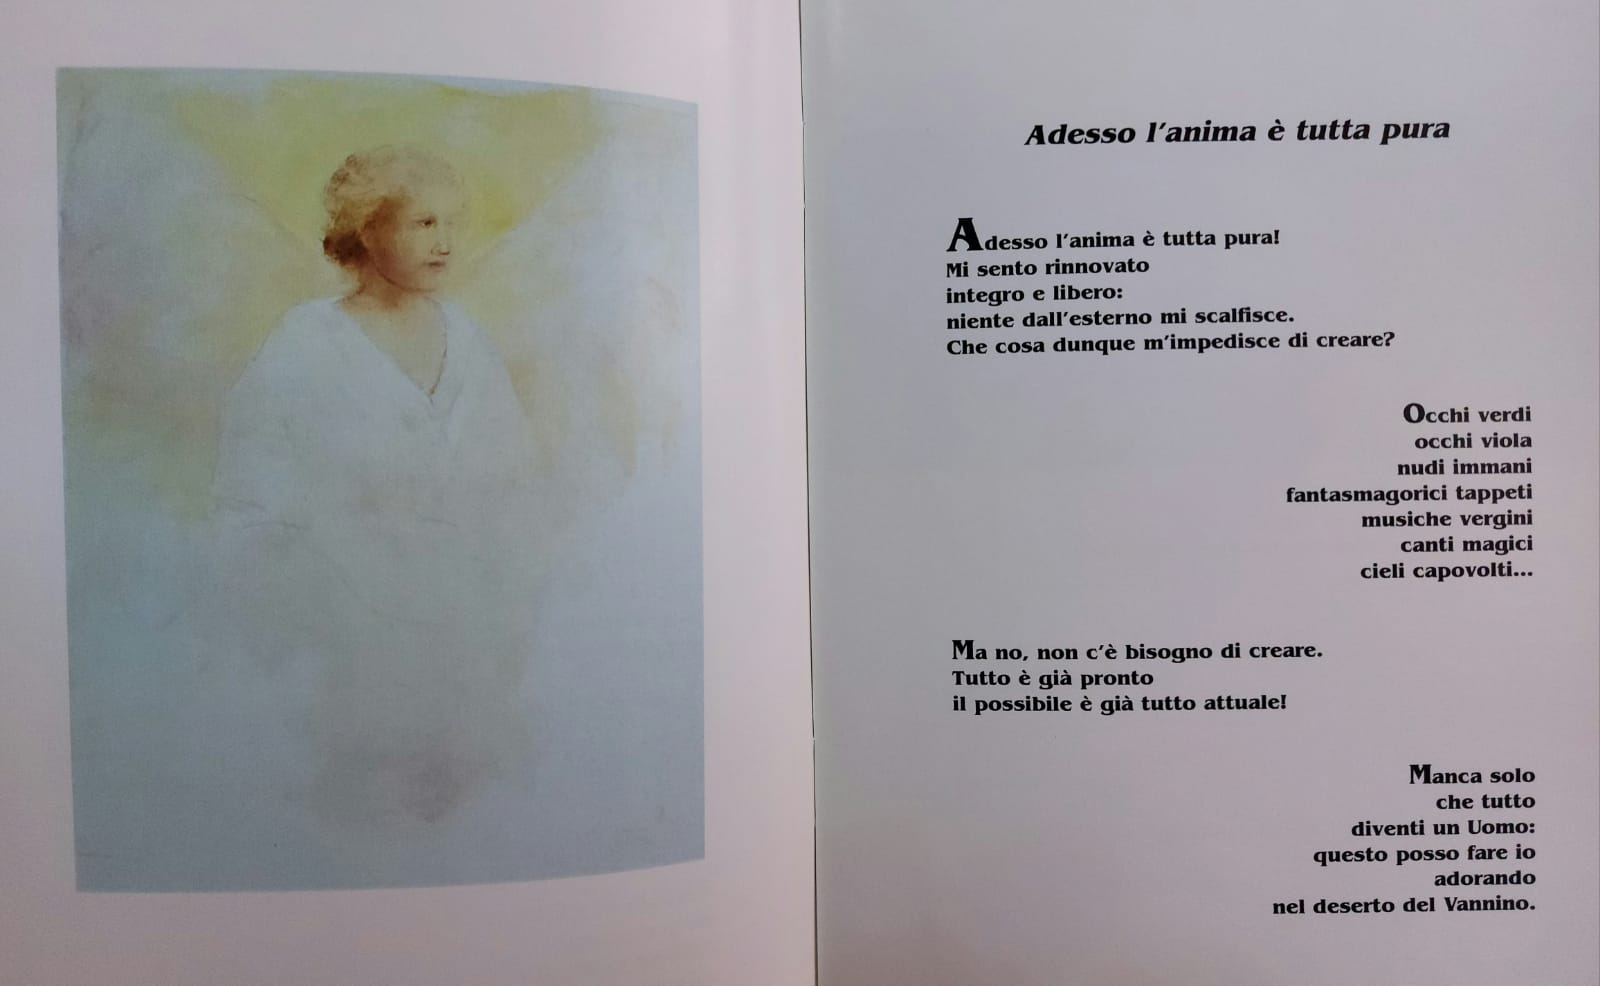 Adesso l'anima è tutta pura
Adesso l'anima è tutta pura!
Mi sento rinnovato
integro e libero:
niente dall'esterno mi scalfisce.
Che cosa dunque m'impedisce di creare?
Occhi verdi
occhi viola
nudi immani
fantasmagorici tappeti
musiche vergini
canti magici
cieli capovolti...
Ma no, non c'è bisogno di creare.
Tutto è già pronto
il possibile è già tutto attuale!
Manca solo
che tutto
diventi un Uomo:
questo posso fare io
adorando
nel deserto del Vannino.